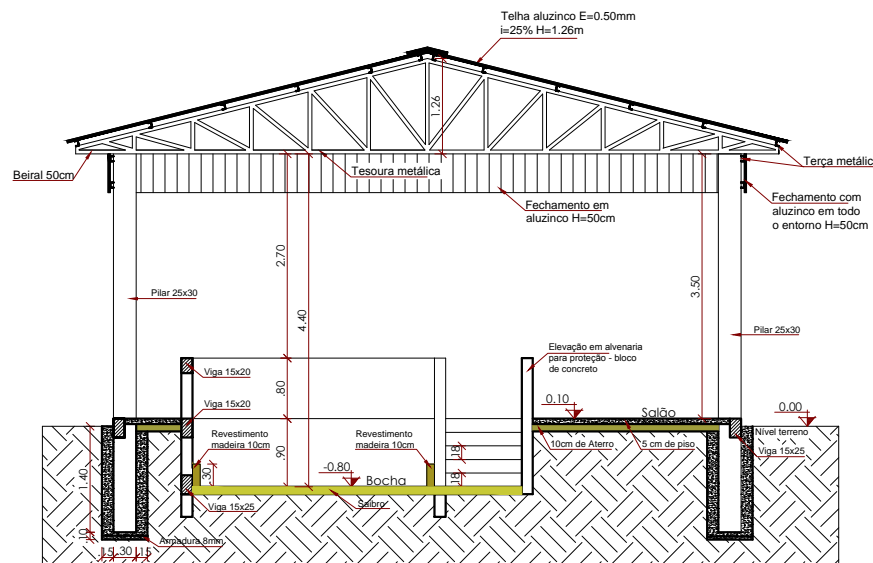 Telha aluzinco E=0.50mm
i=25% H=1.26m
1.26
Beiral 50cm
Tesoura metálica
Terça metálic
Fechamento em
aluzinco H=50cm
Fechamento com
aluzinco em todo
o entorno H=50cm
2.70
4.40
3.50
Pilar 25x30
Pilar 25x30
Elevação em alvenaria
para proteção - bloco
de concreto
Viga 15x20
.80
Viga 15x20
0.10
Salão
0.00
Nível terreno
Revestimento
madeira 10cm
Revestimento
madeira 10cm
10cm de Aterro
5 cm de piso
Viga 15x25
.90
.30
-0.80
Bocha
18
18
Viga 15x25
Saibro
1.40
10
Armadura 8mm
15
30
15